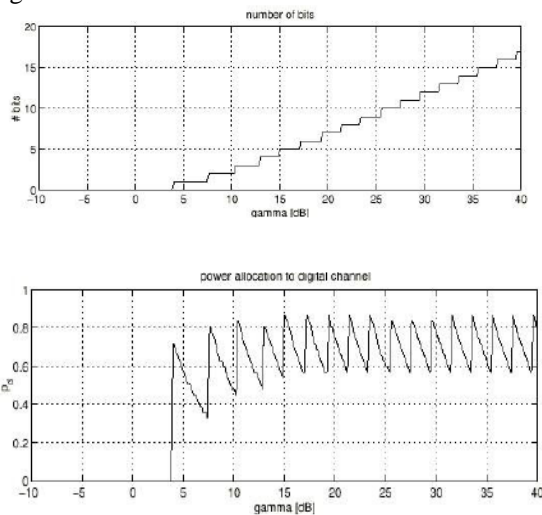 number of bits
20
15
10
5
0
# bits
-10 -5 0 5 10 15 20 25 30 35 40
gamma [dB]
power allocation to digital channel
1
0.8
0.6
0.4
0.2
0
-10 -5 0 5 10 15 20 25 30 35 40
gamma [dB]